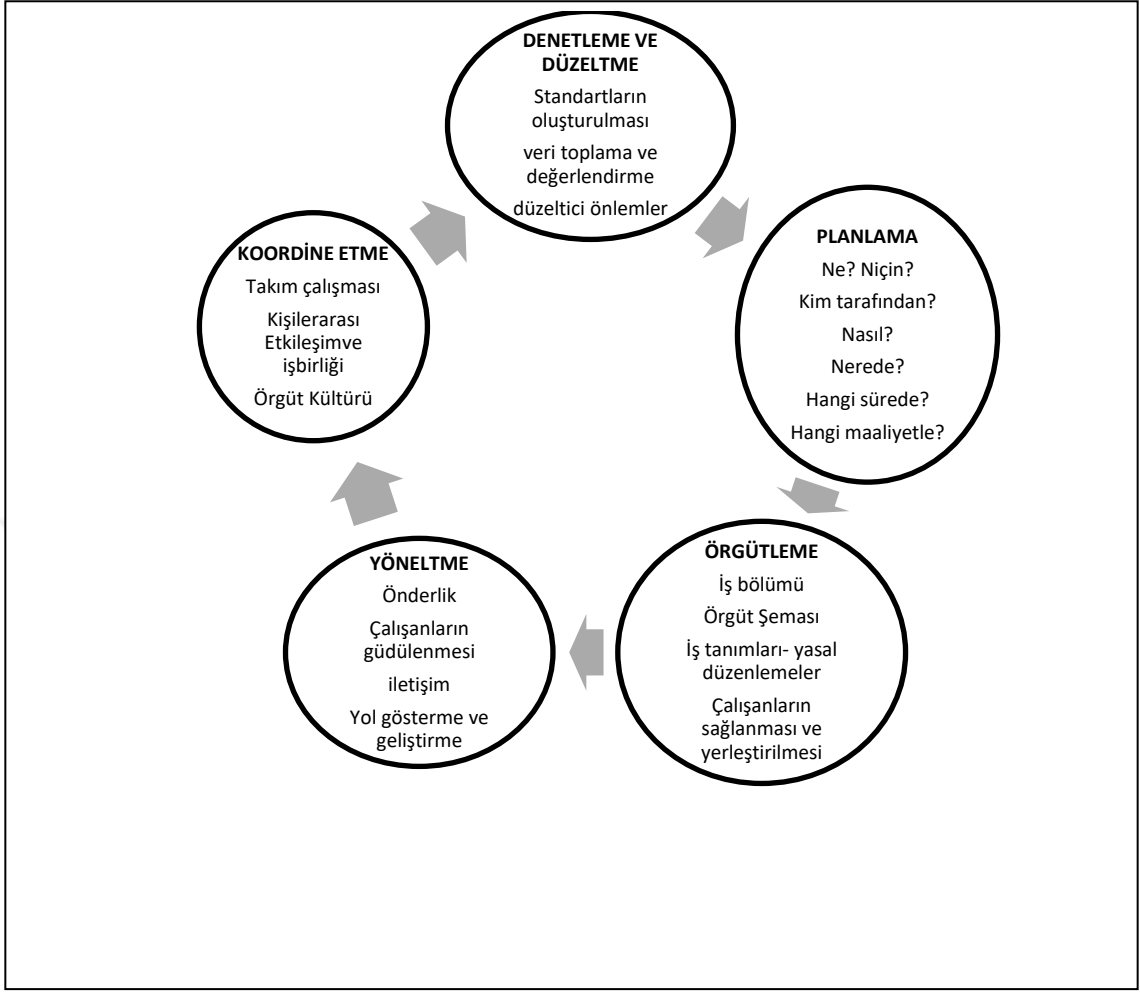 DENETLEME VE
DÜZELTME
Standartların
oluşturulması
veri toplama ve
değerlendirme
düzeltici önlemler
PLANLAMA
Ne? Niçin?
Kim tarafından?
Nasıl?
Nerede?
Hangi sürede?
Hangi maaliyetle?
ÖRGÜTLEME
İş bölümü
Örgüt Şeması
İş tanımları- yasal
düzenlemeler
Çalışanların
sağlanması ve
yerleştirilmesi
YÖNELTME
Önderlik
Çalışanların
güdülenmesi
iletişim
Yol gösterme ve
geliştirme
KOORDİNE ETME
Takım çalışması
Kişilerarası
Etkileşimve
işbirliği
Örgüt Kültürü